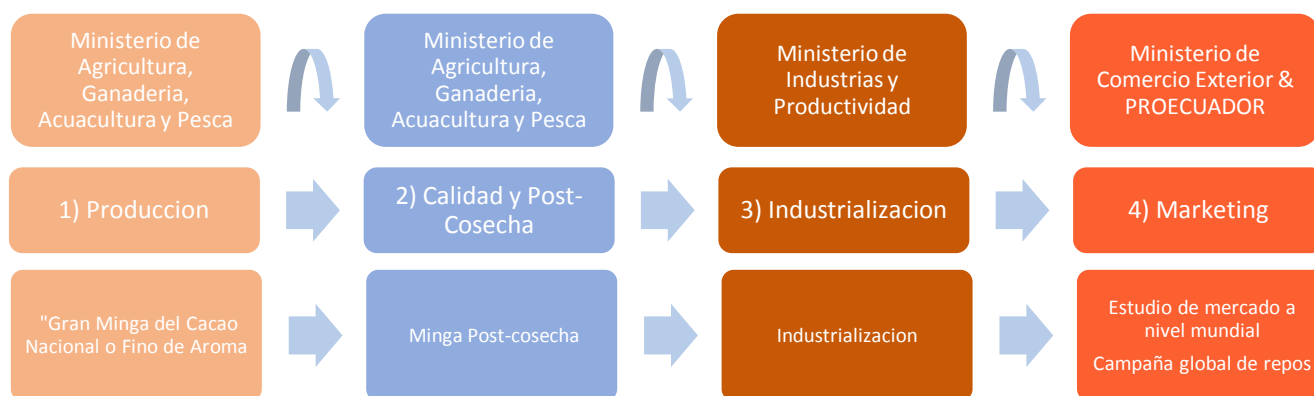 Ministerio de
Agricultura,
Ganaderia,
Acuacultura y Pesca
Ministerio de
Agricultura,
Ganaderia,
Acuacultura y Pesca
Ministerio de
Industrias y
Productividad
Ministerio de
Comercio Exterior &
PROECUADOR
1) Produccion
2) Calidad y Post-
Cosecha
3) Industrializacion
4) Marketing
"Gran Minga del Cacao
Nacional o Fino de Aroma
Minga Post-cosecha
Industrializacion
Estudio de mercado a
nivel mundial
Campaña global de repos